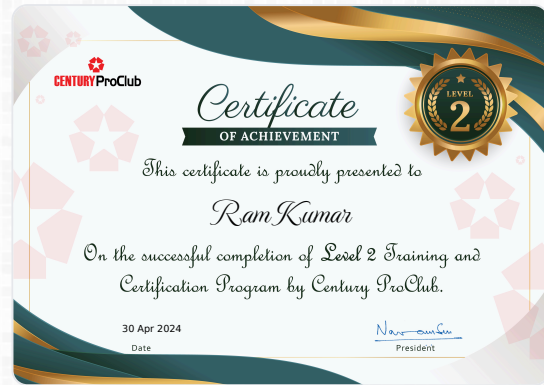 CENTURY ProClub
Certificate
OF ACHIEVEMENT
LEVEL
2
This certificate is proudly presented to
Ram Kumar
On the successful completion of Level 2 Training and
Certification Program by Century ProClub.
30 Apr 2024
Date
President